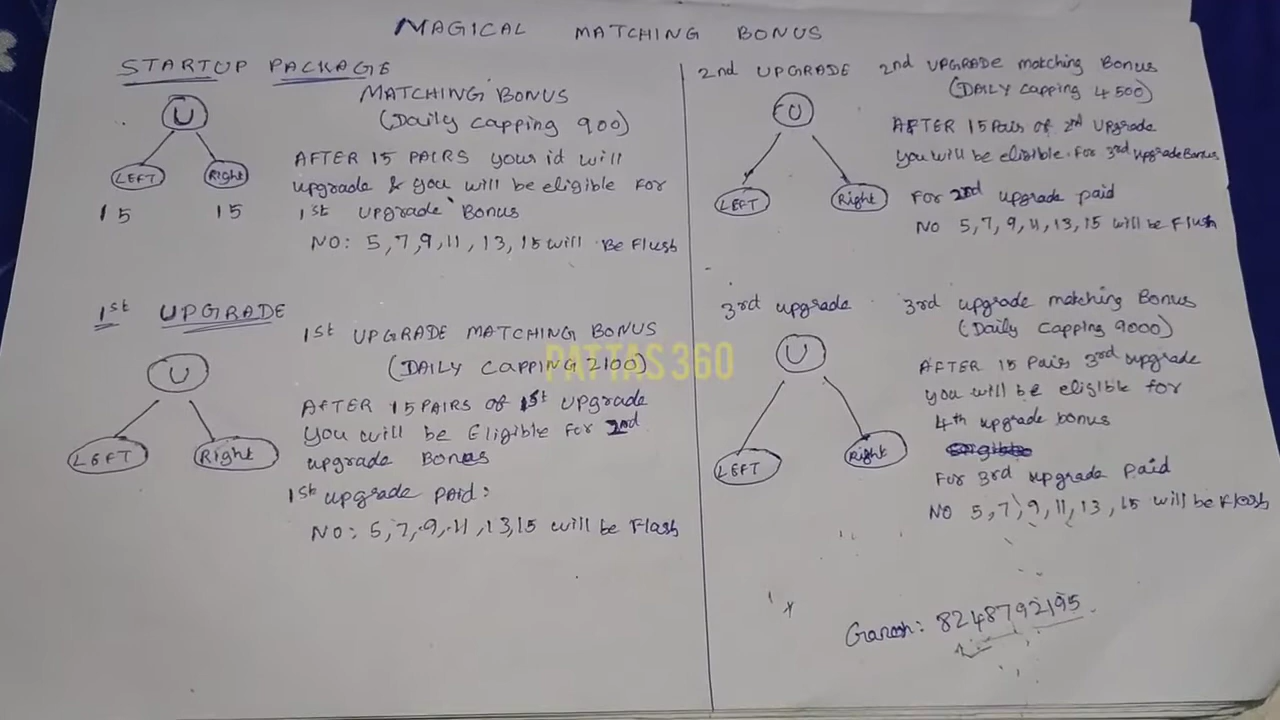 MAGICAL MATCHING BONUS
STARTUP PACKAGE
MATCHING BONUS
(Daily Capping 900)
U
LEFT Right
15 15
AFTER 15 PAIRS your id will
upgrade & you will be eligible For
1st upgrade Bonus
NO: 5,7,9,11,13,15 will Be Flush
1st UPGRADE
1st UPGRADE MATCHING BONUS
(DAILY CAPPING 2100)
U
LEFT Right
AFTER 15 PAIRS of 1st upgrade
you will be Eligible For 2nd
upgrade Bonus
1st upgrade PAID:
NO: 5,7,9,11,13,15 will be Flash
2nd UPGRADE 2nd UPGRADE matching Bonus
(DAILY Capping 4500)
U
LEFT Right
AFTER 15 Pair of 2nd upgrade
you will be eligible For 3rd upgrade Bonus
For 2nd upgrade paid
NO 5,7,9,11,13,15 will be Flush
3rd upgrade 3rd upgrade matching Bonus
(Daily Capping 9000)
U
LEFT Right
AFTER 15 Pairs 3rd upgrade
you will be eligible for
4th upgrade bonus
For 3rd upgrade Paid
NO 5,7,9,11,13,15 will be Flash
Ganesh: 8248792195
PATTAS 360